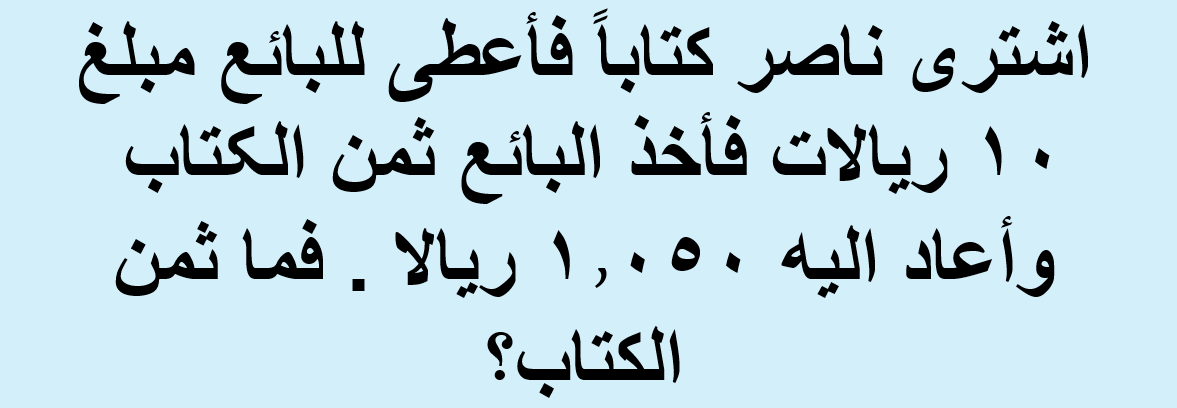 اشترى ناصر كتاباً فأعطى للبائع مبلغ
١٠ ريالات فأخذ البائع ثمن الكتاب
وأعاد اليه ١,٠٥٠ ريالا . فما ثمن
الكتاب؟